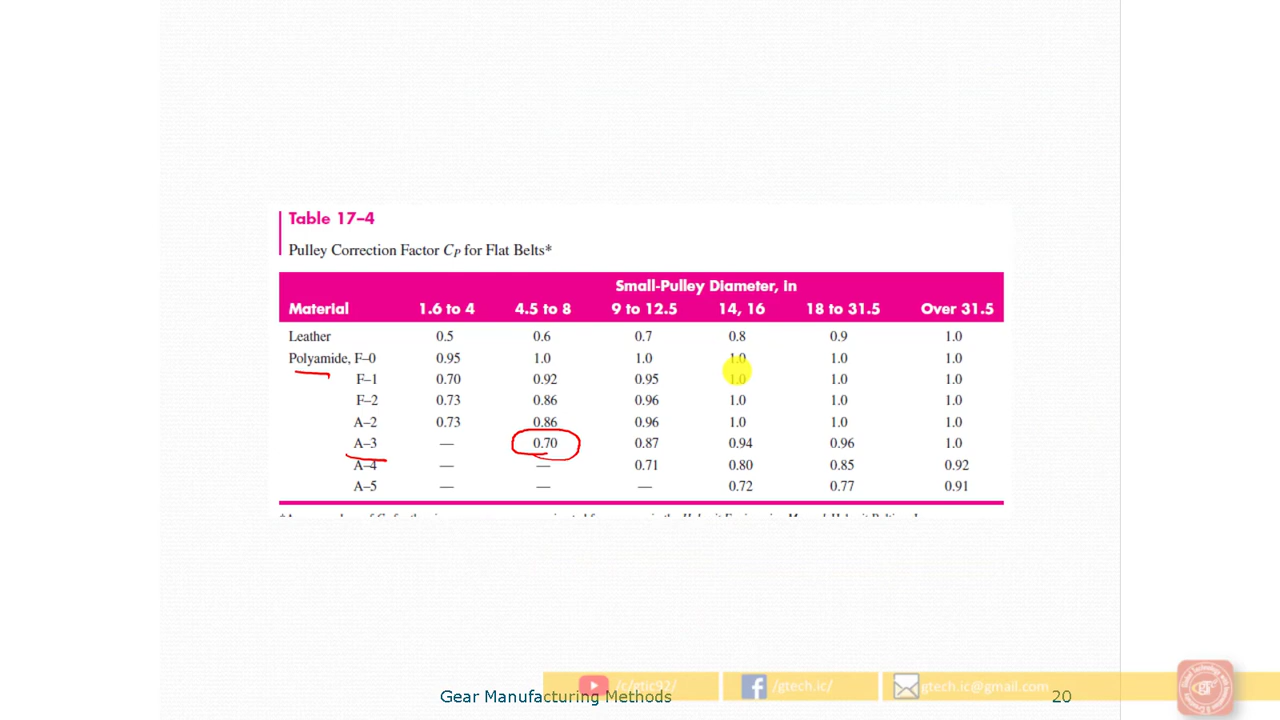 Table 17–4
Pulley Correction Factor CP for Flat Belts*
Small-Pulley Diameter, in
Material 1.6 to 4 4.5 to 8 9 to 12.5 14, 16 18 to 31.5 Over 31.5
Leather 0.5 0.6 0.7 0.8 0.9 1.0
Polyamide, F–0 0.95 1.0 1.0 1.0 1.0 1.0
F–1 0.70 0.92 0.95 1.0 1.0 1.0
F–2 0.73 0.86 0.96 1.0 1.0 1.0
A–2 0.73 0.86 0.96 1.0 1.0 1.0
A–3 — 0.70 0.87 0.94 0.96 1.0
A–4 — — 0.71 0.80 0.85 0.92
A–5 — — — 0.72 0.77 0.91
/c/gtic92/ /gtech.ic/ gtech.ic@gmail.com
Gear Manufacturing Methods 20